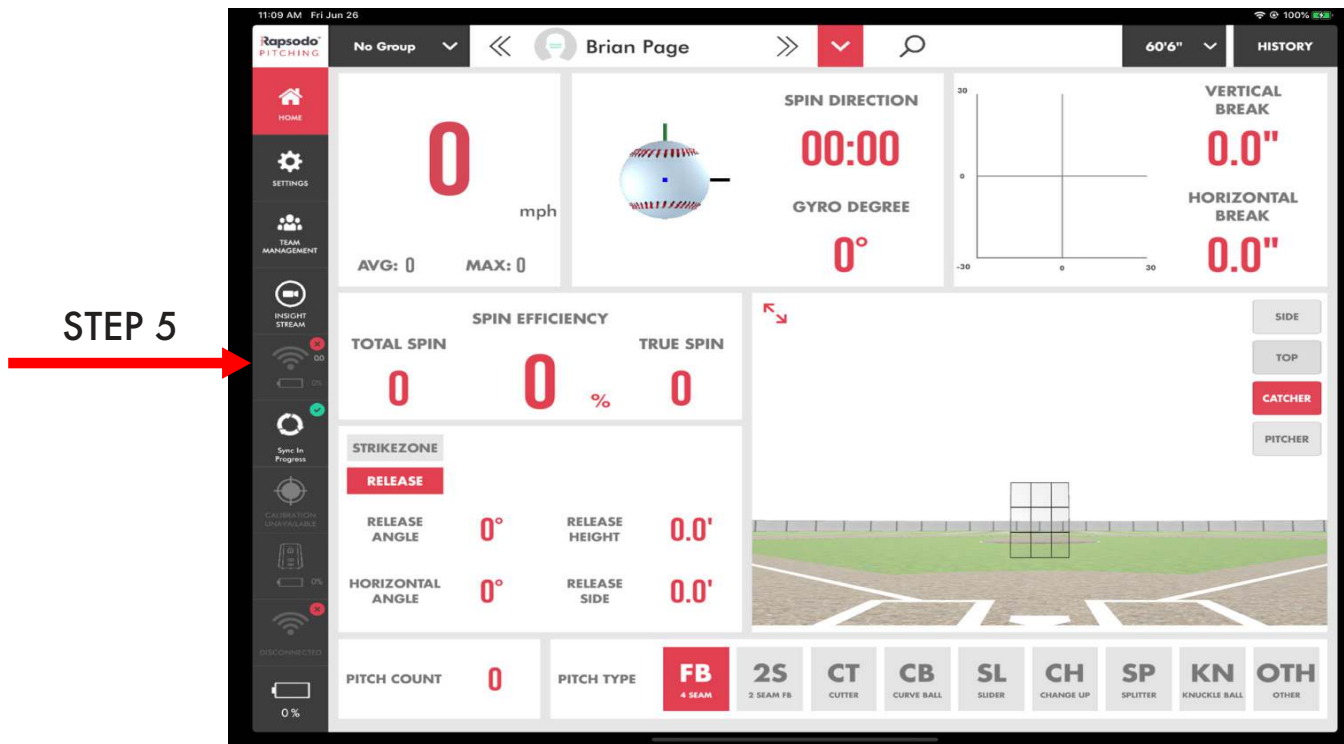 11:09 AM Fri Jun 26
100%
Rapsodo
PITCHING
No Group
Brian Page
60'6"
HISTORY
HOME
SETTINGS
TEAM
MANAGEMENT
INSIGHT
STREAM
0.0
0%
Sync In
Progress
CALIBRATION
UNAVAILABLE
0%
DISCONNECTED
0 %
STEP 5
0
mph
AVG: 0 MAX: 0
SPIN DIRECTION
00:00
GYRO DEGREE
0°
30
0
-30
0
30
VERTICAL
BREAK
0.0"
HORIZONTAL
BREAK
0.0"
SPIN EFFICIENCY
TOTAL SPIN
0
0 %
TRUE SPIN
0
SIDE
TOP
CATCHER
PITCHER
STRIKEZONE
RELEASE
RELEASE
ANGLE
0°
RELEASE
HEIGHT
0.0'
HORIZONTAL
ANGLE
0°
RELEASE
SIDE
0.0'
PITCH COUNT 0
PITCH TYPE
FB
4 SEAM
2S
2 SEAM FB
CT
CUTTER
CB
CURVE BALL
SL
SLIDER
CH
CHANGE UP
SP
SPLITTER
KN
KNUCKLE BALL
OTH
OTHER